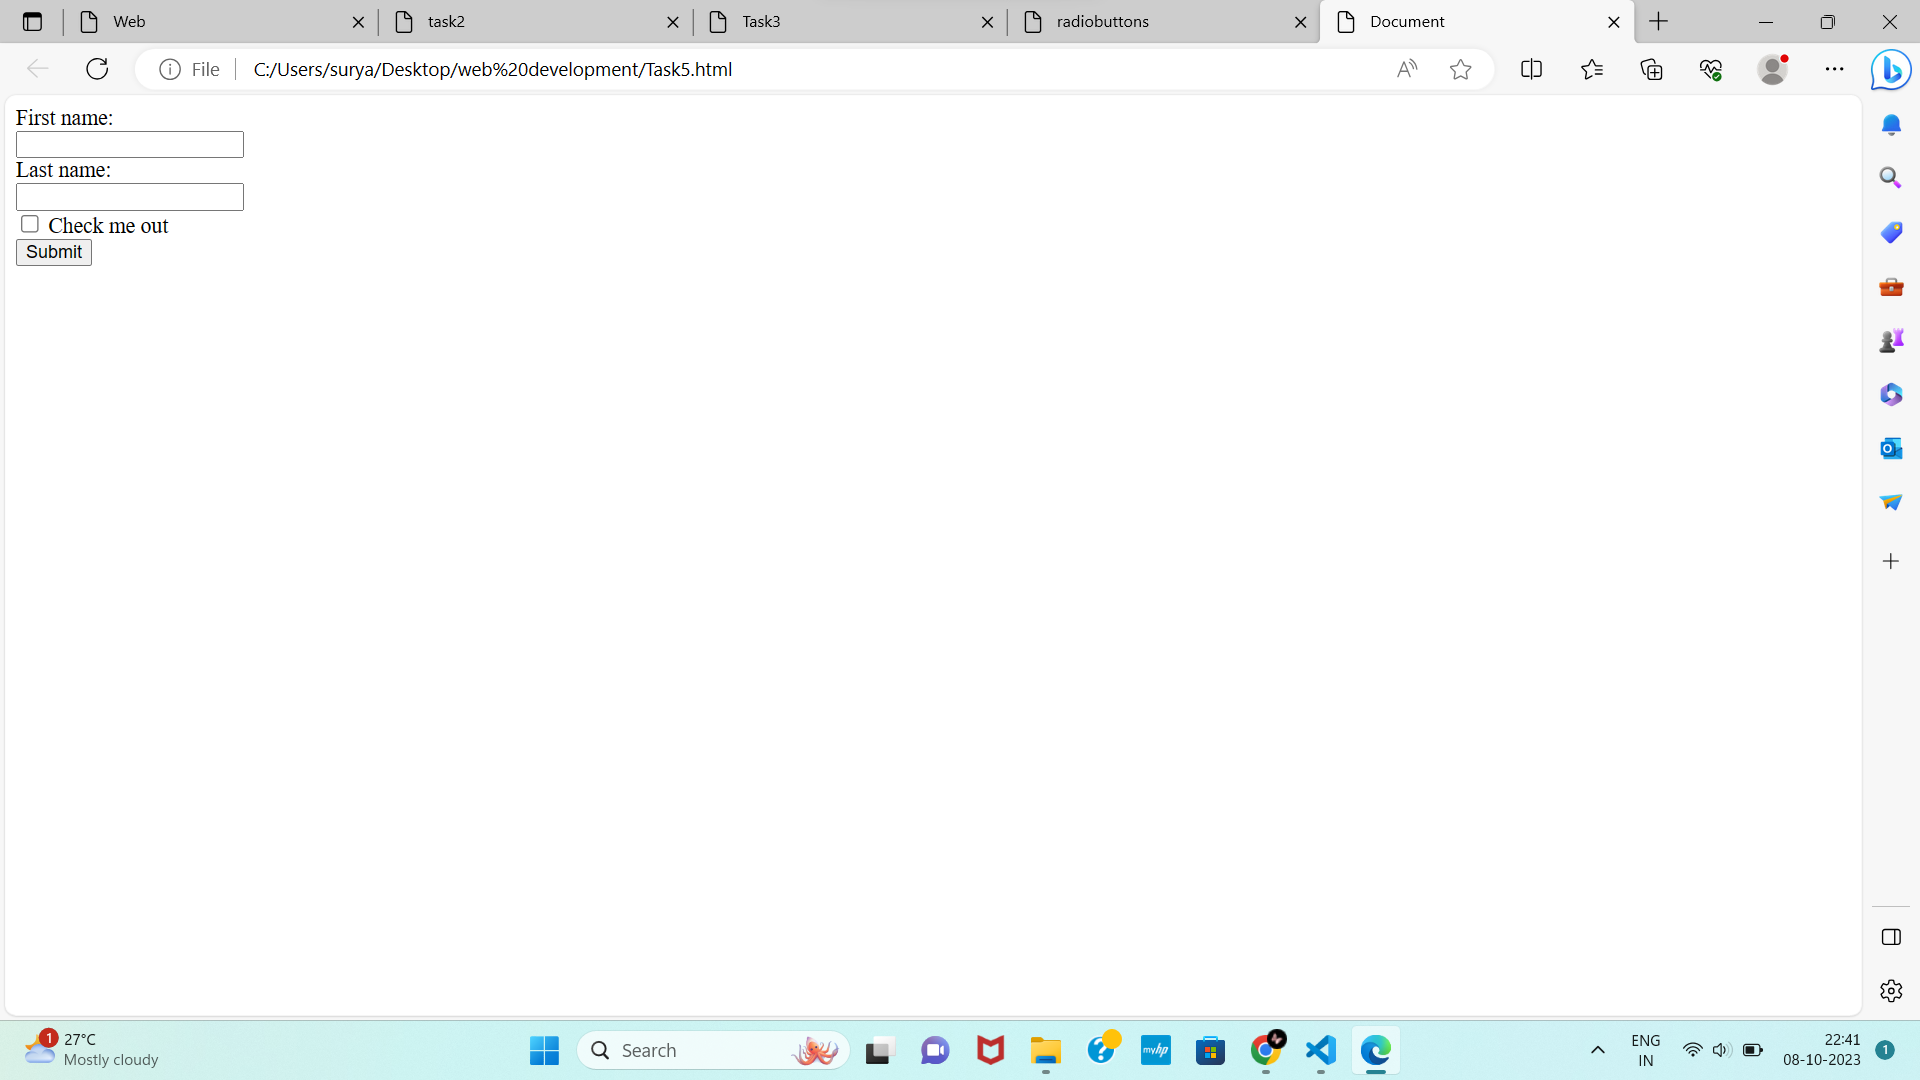 Web
task2
Task3
radiobuttons
Document
File
C:/Users/surya/Desktop/web%20development/Task5.html
First name:
Last name:
Check me out
Submit
1
27°C
Mostly cloudy
Search
myhp
ENG
IN
22:41
08-10-2023
1